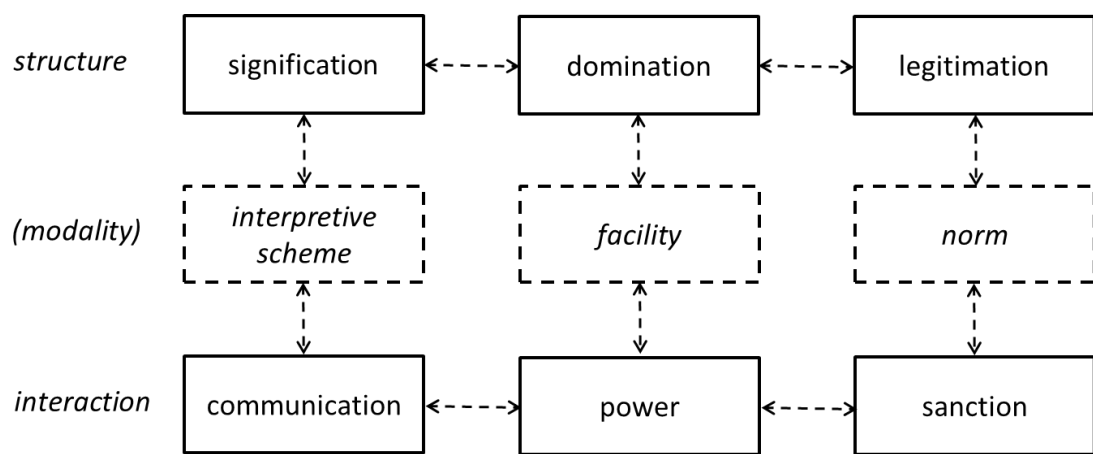 structure signification domination legitimation
(modality) interpretive scheme facility norm
interaction communication power sanction